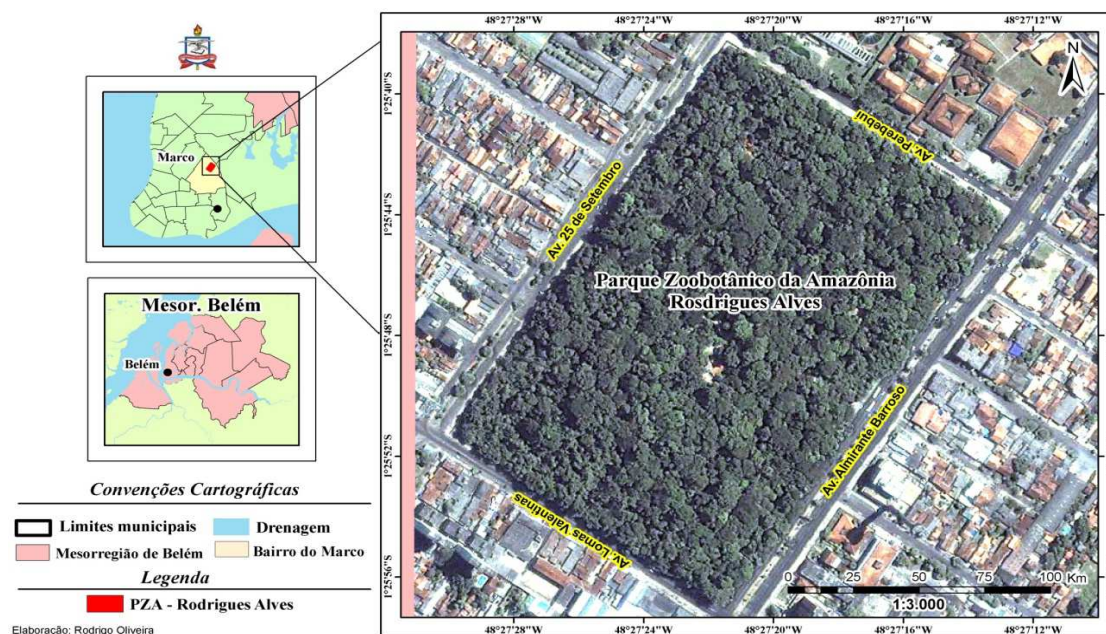 48°27'28"W
48°27'24"W
48°27'20"W
48°27'16"W
48°27'12"W
N
1°25'40"S
1°25'44"S
1°25'48"S
1°25'52"S
1°25'56"S
Marco
Mesor. Belém
Belém
Av. 25 de Setembro
Av. Perebebuí
Parque Zoobotânico da Amazônia
Rosdrigues Alves
Av. Almirante Barroso
Av. Lomas Valentinas
0 25 50 75 100 Km
1:3.000
48°27'28"W
48°27'24"W
48°27'20"W
48°27'16"W
48°27'12"W
Convenções Cartográficas
Limites municipais
Drenagem
Mesorregião de Belém
Bairro do Marco
Legenda
PZA - Rodrigues Alves
Elaboração: Rodrigo Oliveira